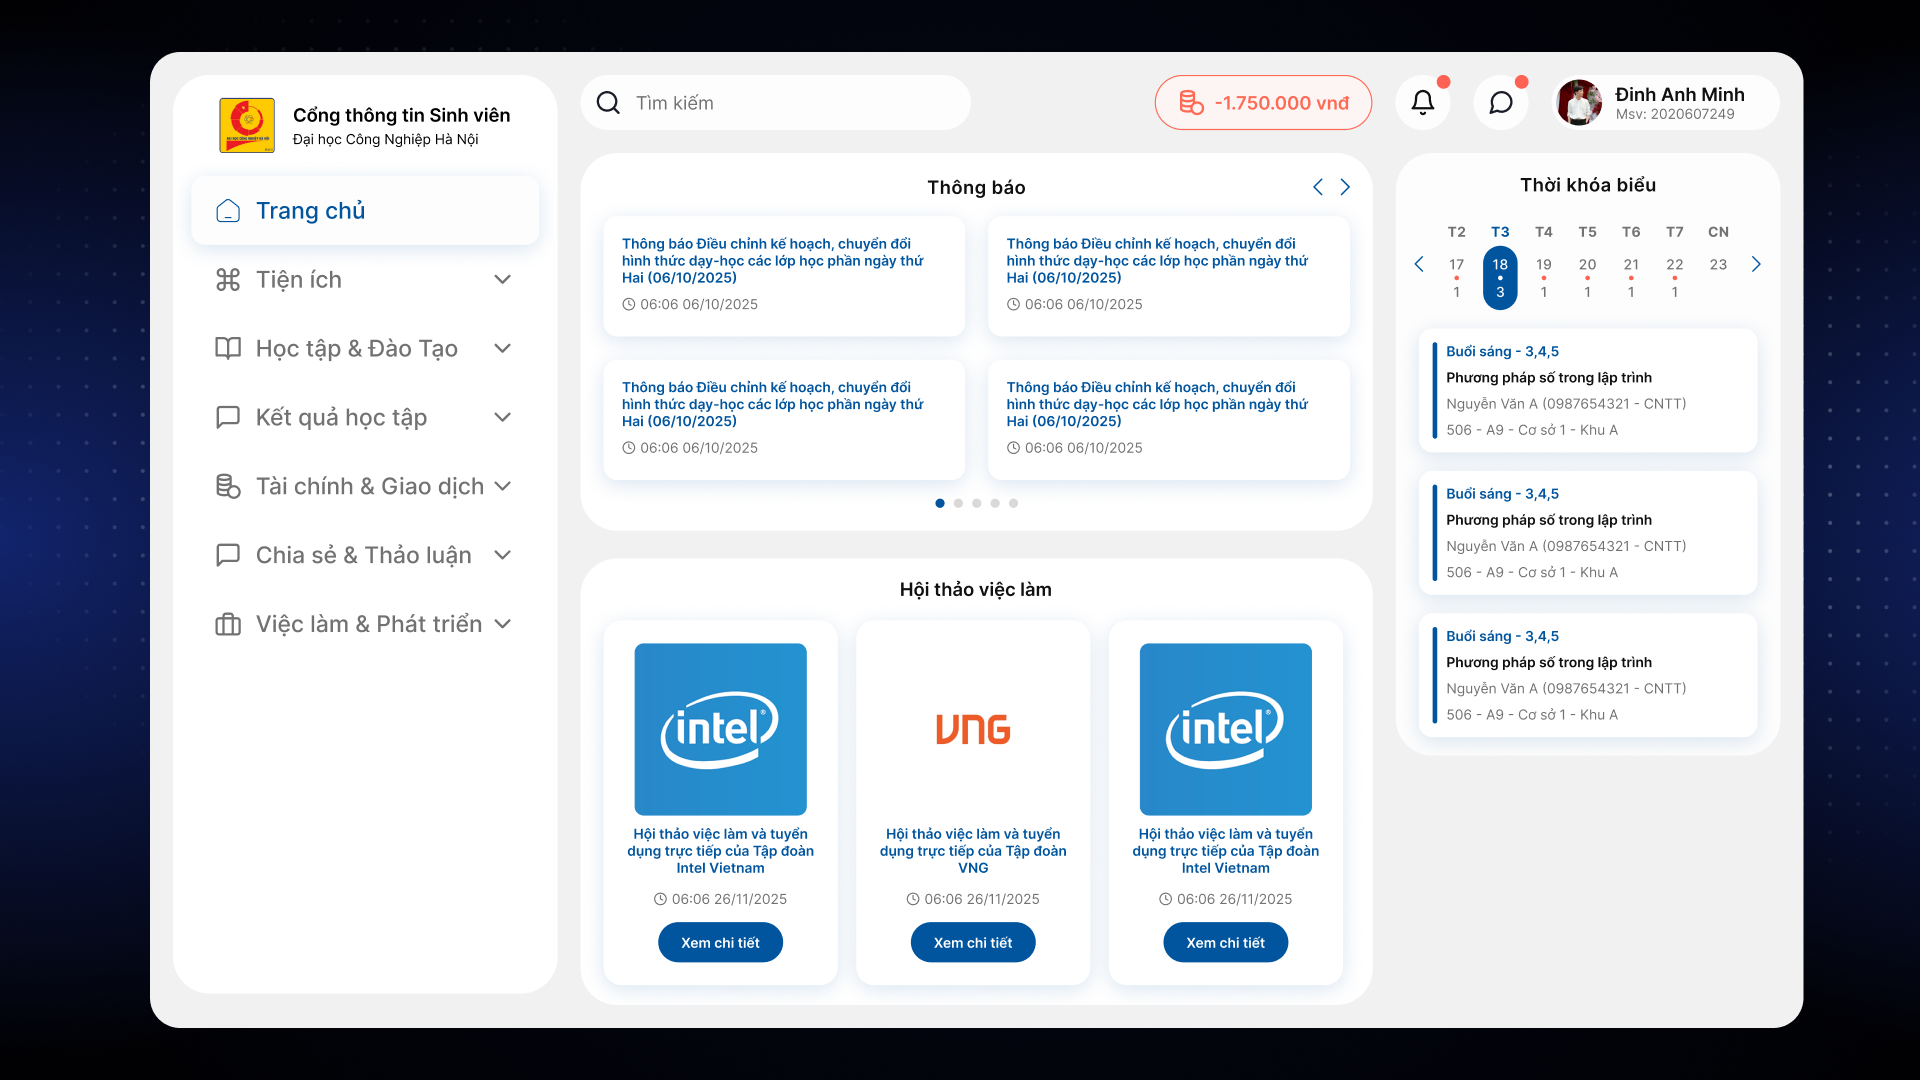 Cổng thông tin Sinh viên
Đại học Công Nghiệp Hà Nội
Trang chủ
Tiện ích
Học tập & Đào Tạo
Kết quả học tập
Tài chính & Giao dịch
Chia sẻ & Thảo luận
Việc làm & Phát triển
Tìm kiếm
-1.750.000 vnđ
Đinh Anh Minh
Msv: 2020607249
Thông báo
Thông báo Điều chỉnh kế hoạch, chuyển đổi
hình thức dạy-học các lớp học phần ngày thứ
Hai (06/10/2025)
06:06 06/10/2025
Thông báo Điều chỉnh kế hoạch, chuyển đổi
hình thức dạy-học các lớp học phần ngày thứ
Hai (06/10/2025)
06:06 06/10/2025
Thông báo Điều chỉnh kế hoạch, chuyển đổi
hình thức dạy-học các lớp học phần ngày thứ
Hai (06/10/2025)
06:06 06/10/2025
Thông báo Điều chỉnh kế hoạch, chuyển đổi
hình thức dạy-học các lớp học phần ngày thứ
Hai (06/10/2025)
06:06 06/10/2025
Hội thảo việc làm
intel®
Hội thảo việc làm và tuyển
dụng trực tiếp của Tập đoàn
Intel Vietnam
06:06 26/11/2025
Xem chi tiết
VNG
Hội thảo việc làm và tuyển
dụng trực tiếp của Tập đoàn
VNG
06:06 26/11/2025
Xem chi tiết
intel®
Hội thảo việc làm và tuyển
dụng trực tiếp của Tập đoàn
Intel Vietnam
06:06 26/11/2025
Xem chi tiết
Thời khóa biểu
T2 T3 T4 T5 T6 T7 CN
17 18 19 20 21 22 23
1 3 1 1 1 1
Buổi sáng - 3,4,5
Phương pháp số trong lập trình
Nguyễn Văn A (0987654321 - CNTT)
506 - A9 - Cơ sở 1 - Khu A
Buổi sáng - 3,4,5
Phương pháp số trong lập trình
Nguyễn Văn A (0987654321 - CNTT)
506 - A9 - Cơ sở 1 - Khu A
Buổi sáng - 3,4,5
Phương pháp số trong lập trình
Nguyễn Văn A (0987654321 - CNTT)
506 - A9 - Cơ sở 1 - Khu A